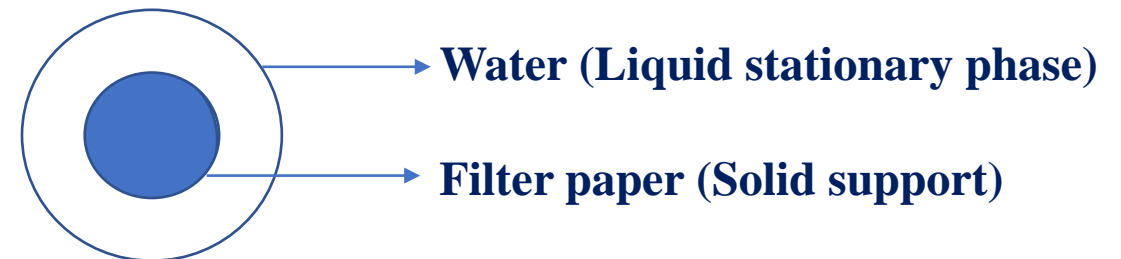 Water (Liquid stationary phase)
Filter paper (Solid support)